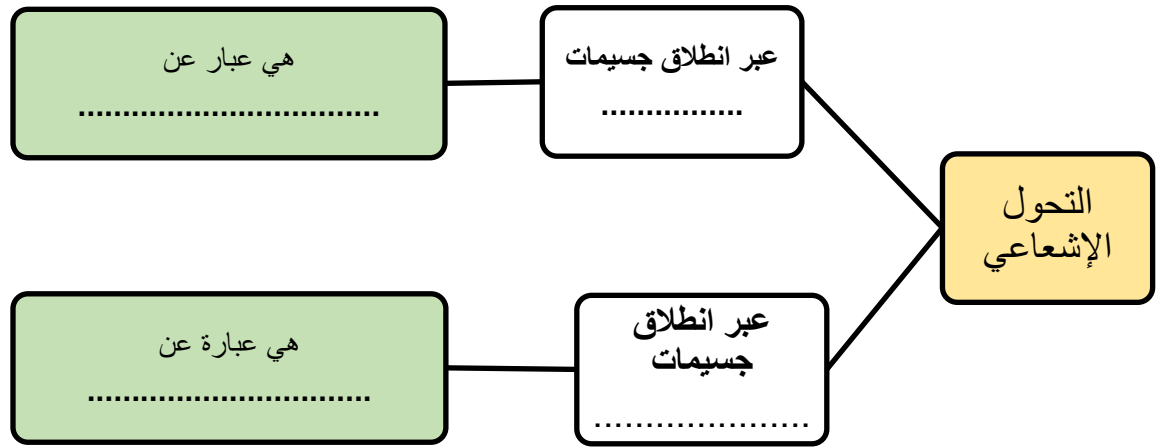 التحول
الإشعاعي
عبر انطلاق جسيمات
................
هي عبار عن
..................................
عبر انطلاق
جسيمات
.....................
هي عبارة عن
................................